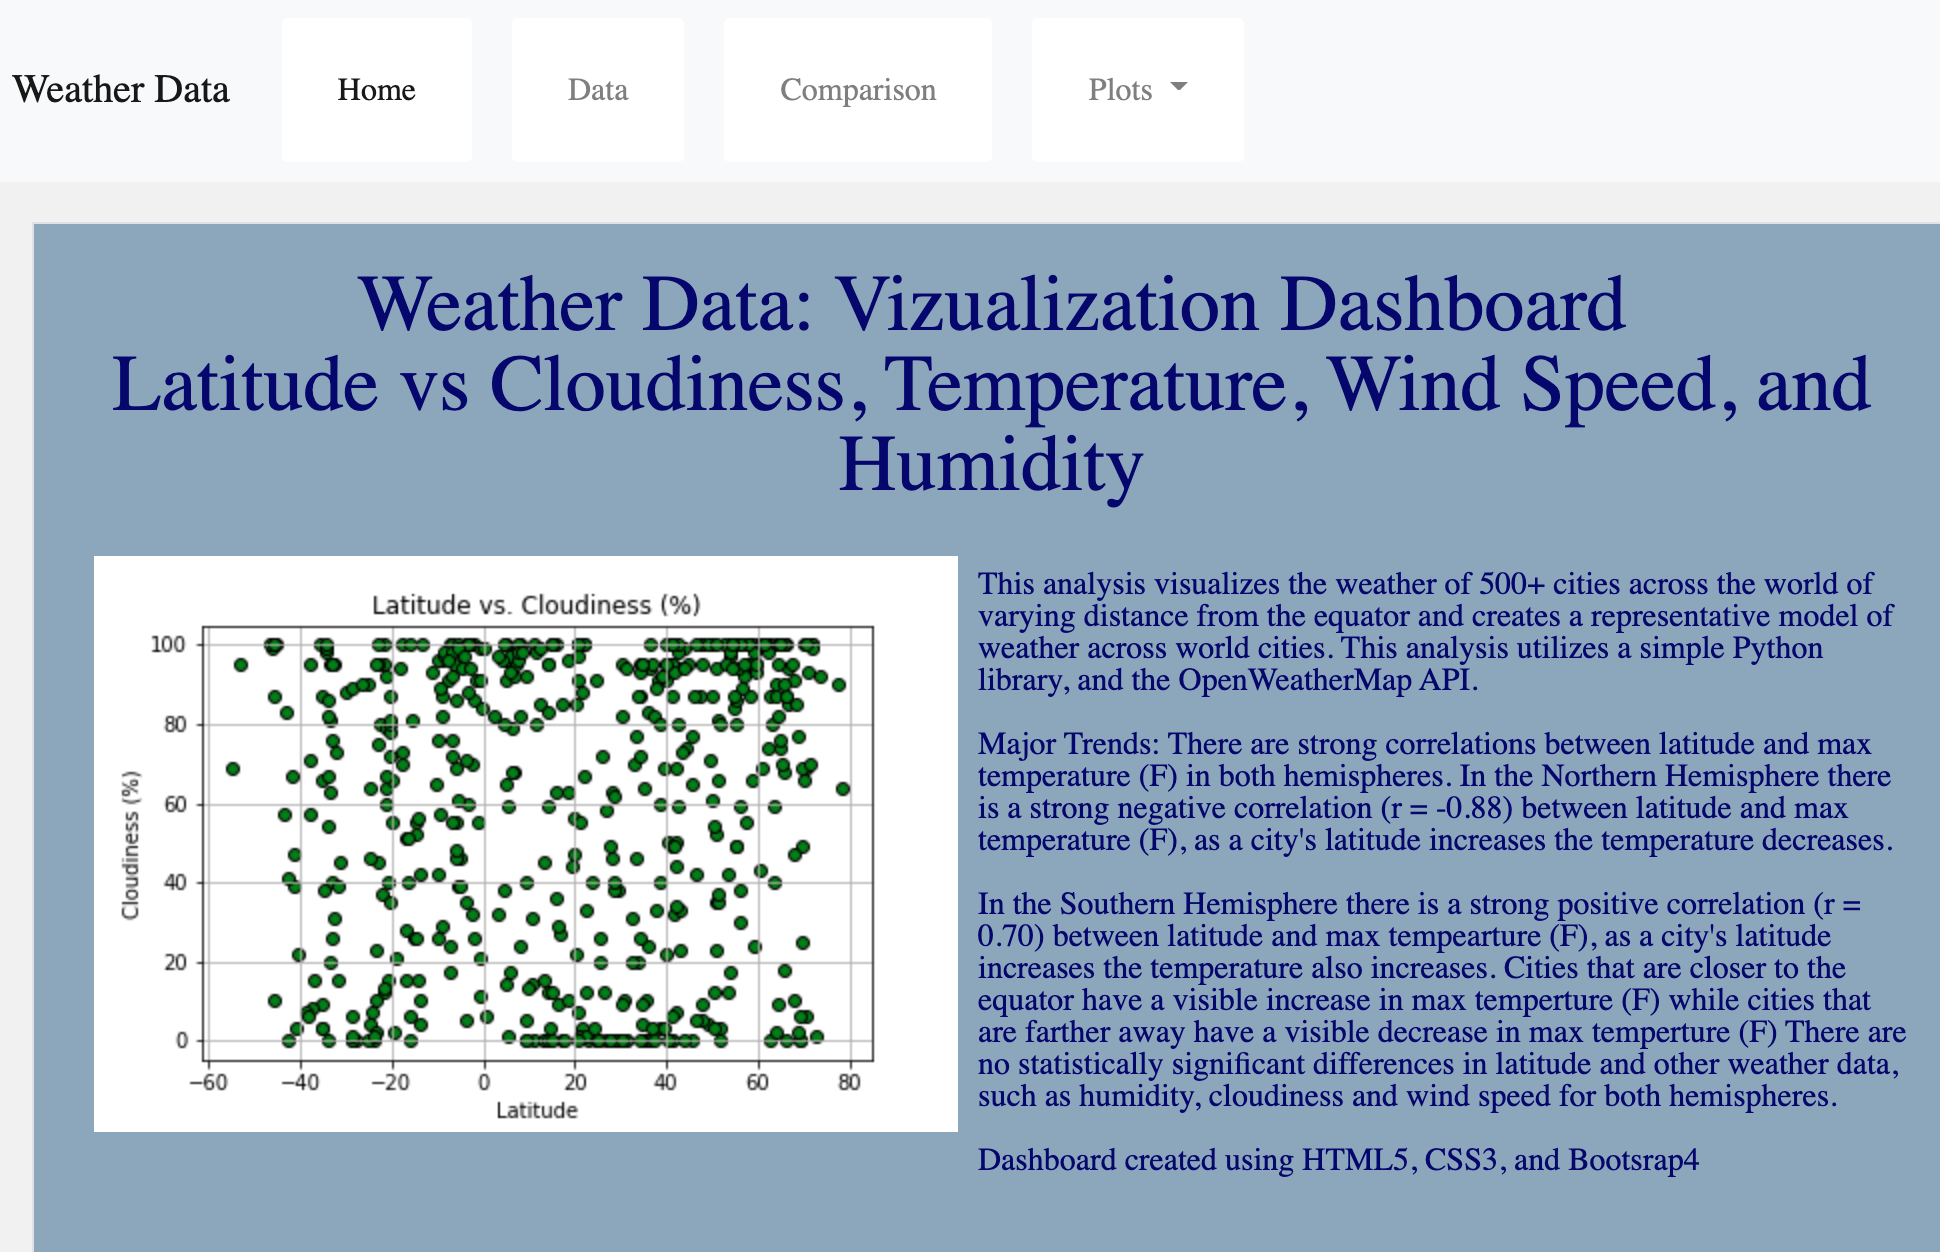 Weather Data
Home
Data
Comparison
Plots
Weather Data: Vizualization Dashboard
Latitude vs Cloudiness, Temperature, Wind Speed, and
Humidity
Latitude vs. Cloudiness (%)
Cloudiness (%)
100
80
60
40
20
0
−60 −40 −20 0 20 40 60 80
Latitude
This analysis visualizes the weather of 500+ cities across the world of
varying distance from the equator and creates a representative model of
weather across world cities. This analysis utilizes a simple Python
library, and the OpenWeatherMap API.
Major Trends: There are strong correlations between latitude and max
temperature (F) in both hemispheres. In the Northern Hemisphere there
is a strong negative correlation (r = -0.88) between latitude and max
temperature (F), as a city's latitude increases the temperature decreases.
In the Southern Hemisphere there is a strong positive correlation (r =
0.70) between latitude and max tempearture (F), as a city's latitude
increases the temperature also increases. Cities that are closer to the
equator have a visible increase in max temperture (F) while cities that
are farther away have a visible decrease in max temperture (F) There are
no statistically significant differences in latitude and other weather data,
such as humidity, cloudiness and wind speed for both hemispheres.
Dashboard created using HTML5, CSS3, and Bootsrap4